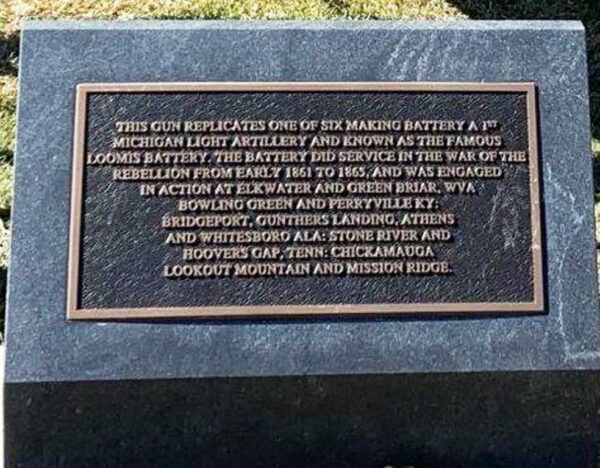 THIS GUN REPLICATES ONE OF SIX MAKING BATTERY A 1ST
MICHIGAN LIGHT ARTILLERY AND KNOWN AS THE FAMOUS
LOOMIS BATTERY. THE BATTERY DID SERVICE IN THE WAR OF THE
REBELLION FROM EARLY 1861 TO 1865, AND WAS ENGAGED
IN ACTION AT ELKWATER AND GREEN BRIAR, WVA
BOWLING GREEN AND PERRYVILLE KY:
BRIDGEPORT, GUNTHERS LANDING, ATHENS
AND WHITESBORO ALA: STONE RIVER AND
HOOVERS GAP, TENN: CHICKAMAUGA
LOOKOUT MOUNTAIN AND MISSION RIDGE.